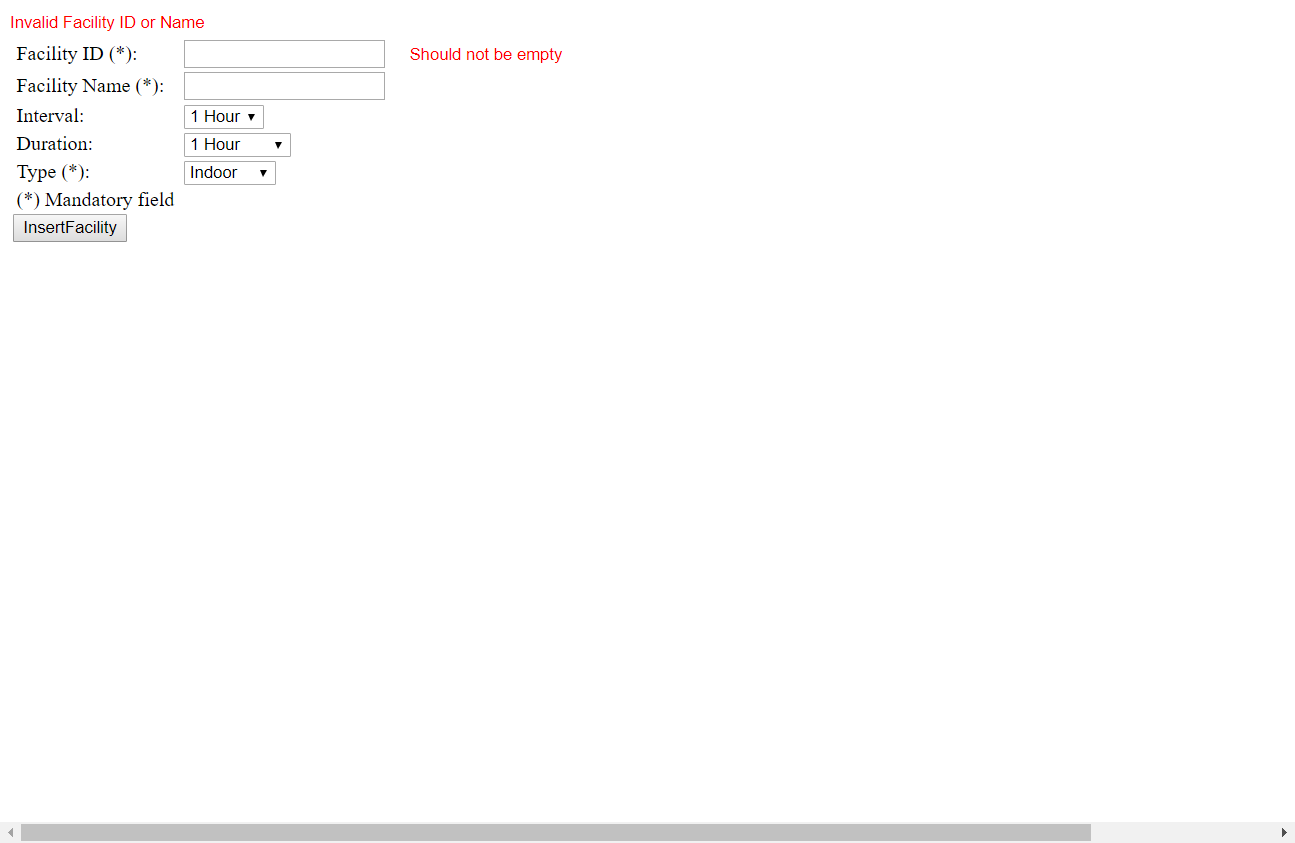 Invalid Facility ID or Name
Facility ID (*): Should not be empty
Facility Name (*):
Interval: 1 Hour
Duration: 1 Hour
Type (*): Indoor
(*) Mandatory field
InsertFacility